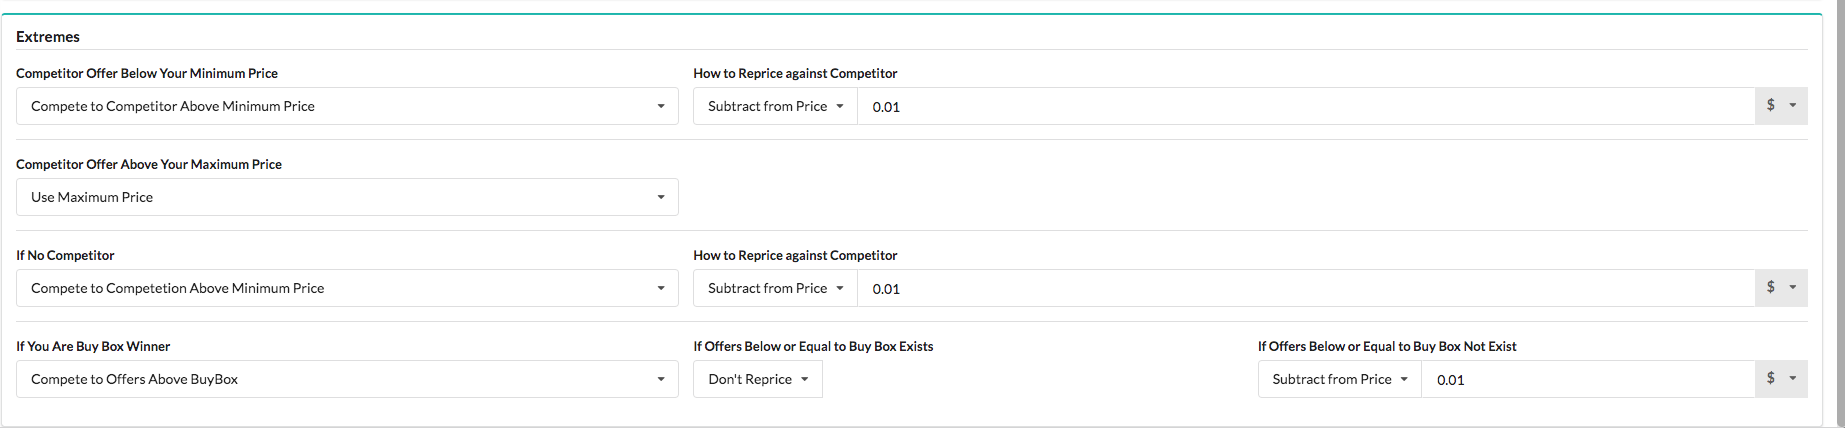 Extremes
Competitor Offer Below Your Minimum Price How to Reprice against Competitor
Compete to Competitor Above Minimum Price Subtract from Price 0.01 $
Competitor Offer Above Your Maximum Price
Use Maximum Price
If No Competitor How to Reprice against Competitor
Compete to Competetion Above Minimum Price Subtract from Price 0.01 $
If You Are Buy Box Winner If Offers Below or Equal to Buy Box Exists If Offers Below or Equal to Buy Box Not Exist
Compete to Offers Above BuyBox Don't Reprice Subtract from Price 0.01 $